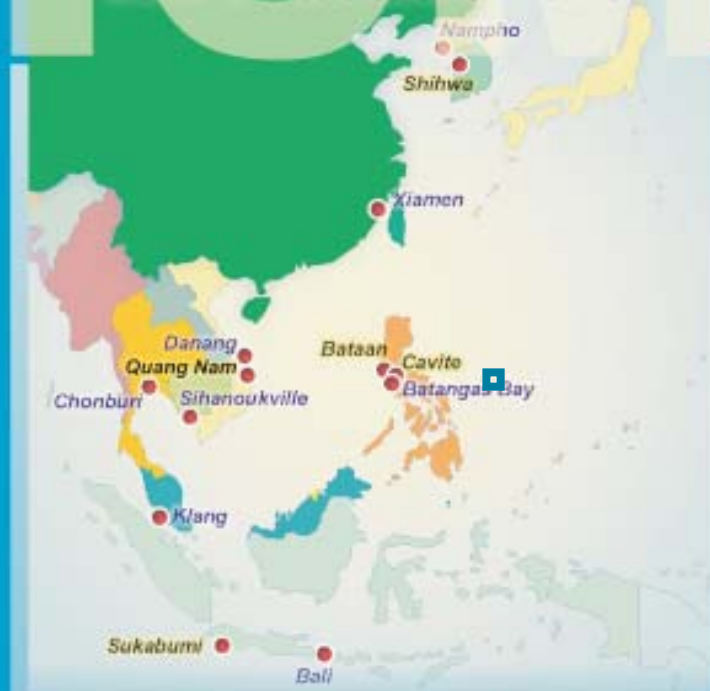 Nampho
Shihwa
Xiamen
Danang
Quang Nam
Chonburi
Sihanoukville
Bataan
Cavite
Batangas Bay
Klang
Sukabumi
Bali